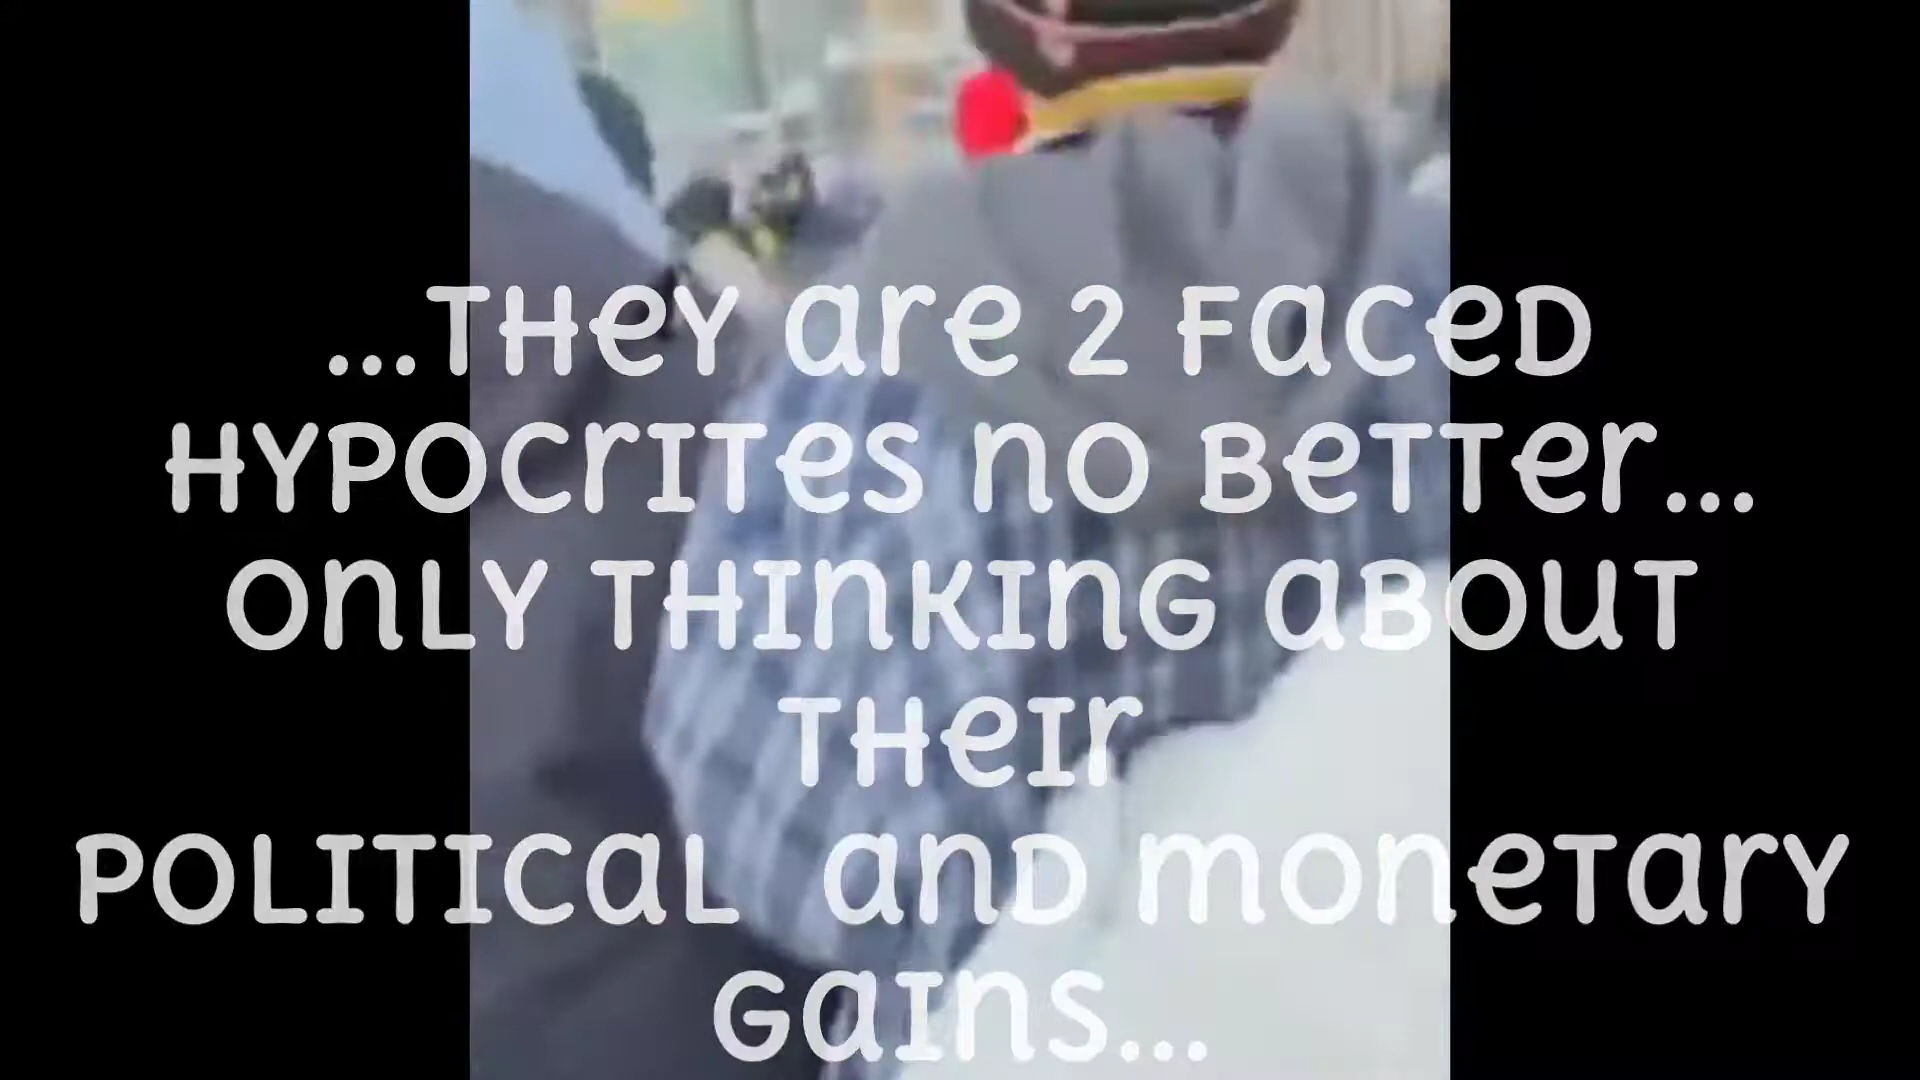 ...They are 2 faced
hypocrites no better...
only thinking about
their
political  and monetary
gains...